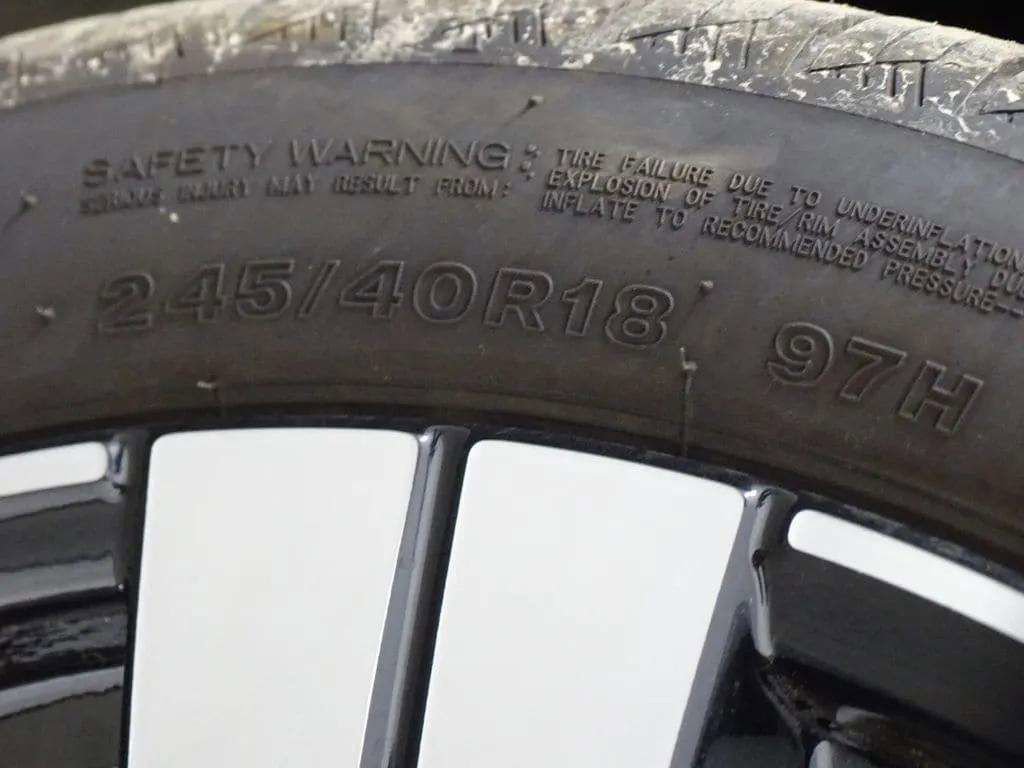 SAFETY WARNING:
SERIOUS INJURY MAY RESULT FROM:
TIRE FAILURE DUE TO UNDERINFLATION
EXPLOSION OF TIRE/RIM ASSEMBLY DUE
INFLATE TO RECOMMENDED PRESSURE--
245/40R18 97H